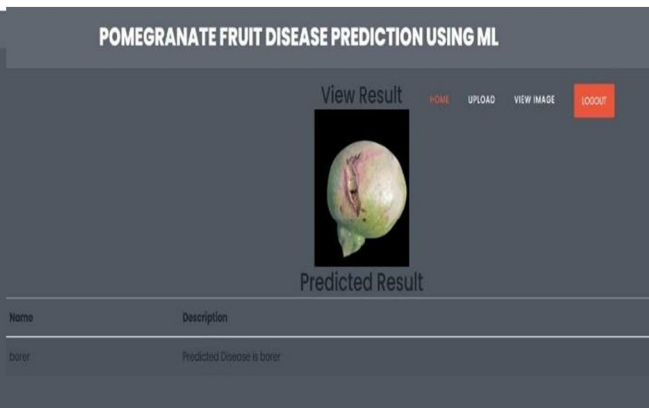 POMEGRANATE FRUIT DISEASE PREDICTION USING ML
View Result
HOME UPLOAD VIEW IMAGE LOGOUT
Predicted Result
Name Description
borer Predicted Disease is borer